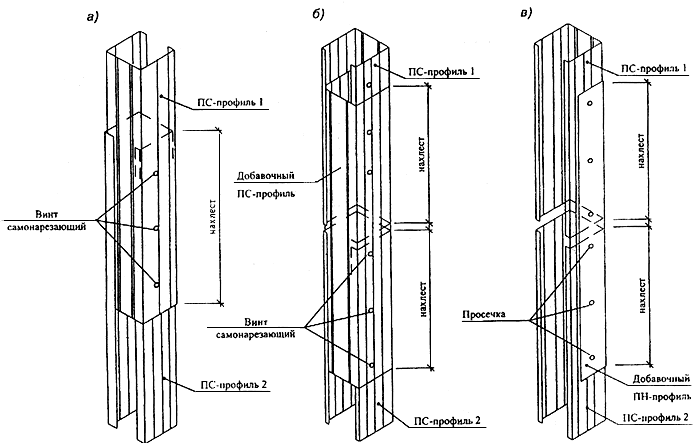 а)
ПС-профиль 1
нахлест
Винт
самонарезающий
ПС-профиль 2
б)
ПС-профиль 1
нахлест
Добавочный
ПС-профиль
нахлест
Винт
самонарезающий
ПС-профиль 2
в)
ПС-профиль 1
нахлест
Просечка
нахлест
Добавочный
ПН-профиль
ПС-профиль 2